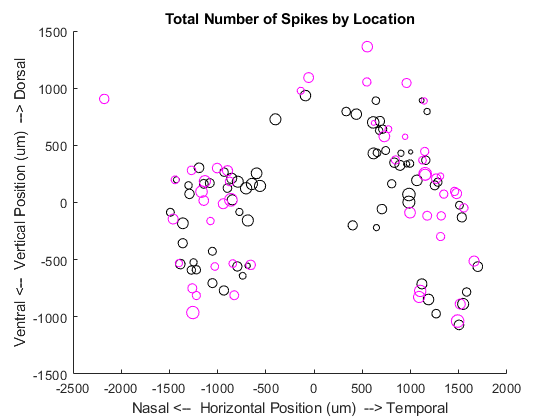 Total Number of Spikes by Location
1500
1000
500
0
-500
-1000
-1500
-2500 -2000 -1500 -1000 -500 0 500 1000 1500 2000
Ventral <-- Vertical Position (um) --> Dorsal
Nasal <-- Horizontal Position (um) --> Temporal